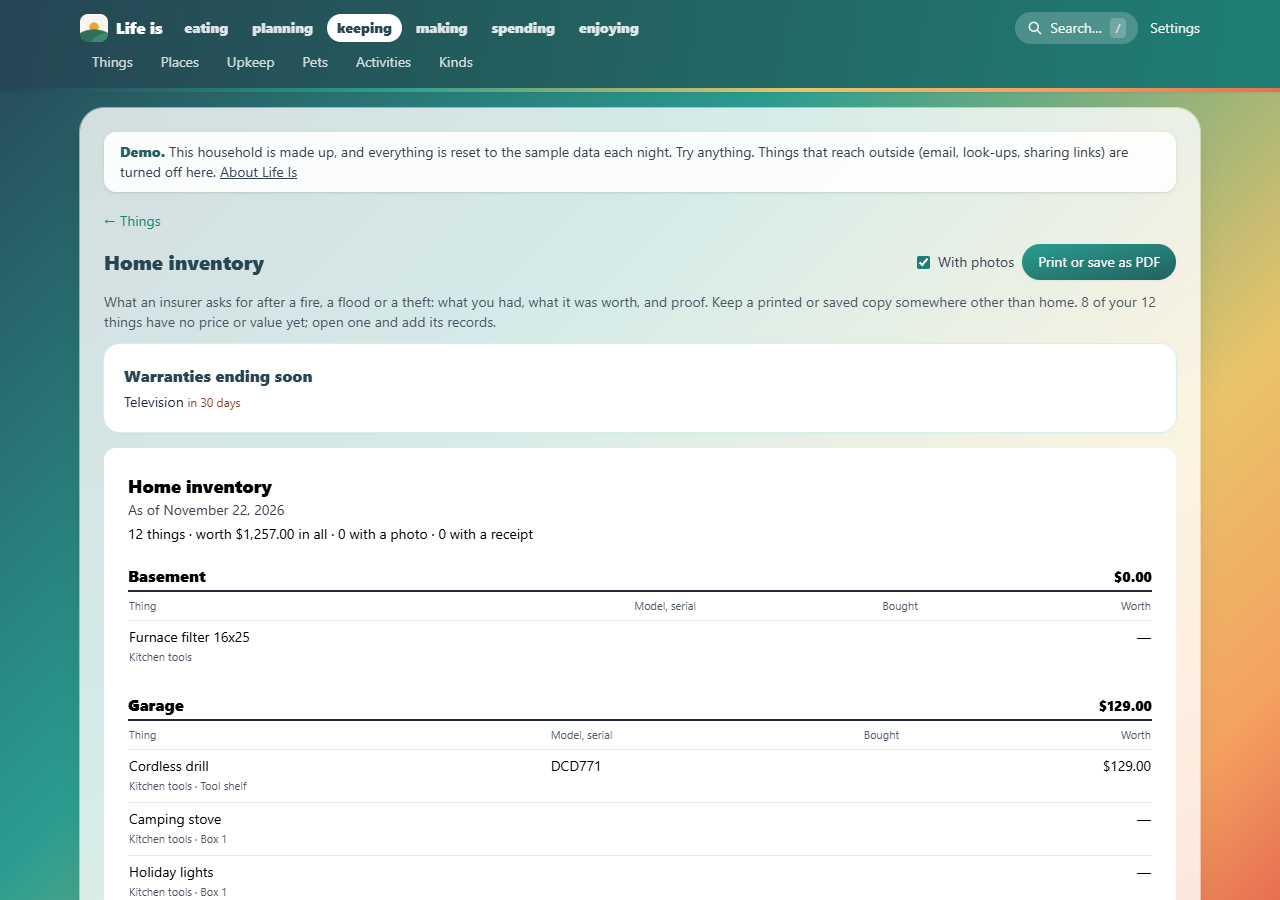 Life is
eating planning keeping making spending enjoying
Search... /
Settings
Things Places Upkeep Pets Activities Kinds
Demo. This household is made up, and everything is reset to the sample data each night. Try anything. Things that reach outside (email, look-ups, sharing links) are
turned off here. About Life Is
← Things
Home inventory
With photos
Print or save as PDF
What an insurer asks for after a fire, a flood or a theft: what you had, what it was worth, and proof. Keep a printed or saved copy somewhere other than home. 8 of your 12
things have no price or value yet; open one and add its records.
Warranties ending soon
Television in 30 days
Home inventory
As of November 22, 2026
12 things · worth $1,257.00 in all · 0 with a photo · 0 with a receipt
Basement $0.00
Thing Model, serial Bought Worth
Furnace filter 16x25 —
Kitchen tools
Garage $129.00
Thing Model, serial Bought Worth
Cordless drill DCD771 $129.00
Kitchen tools · Tool shelf
Camping stove —
Kitchen tools · Box 1
Holiday lights —
Kitchen tools · Box 1